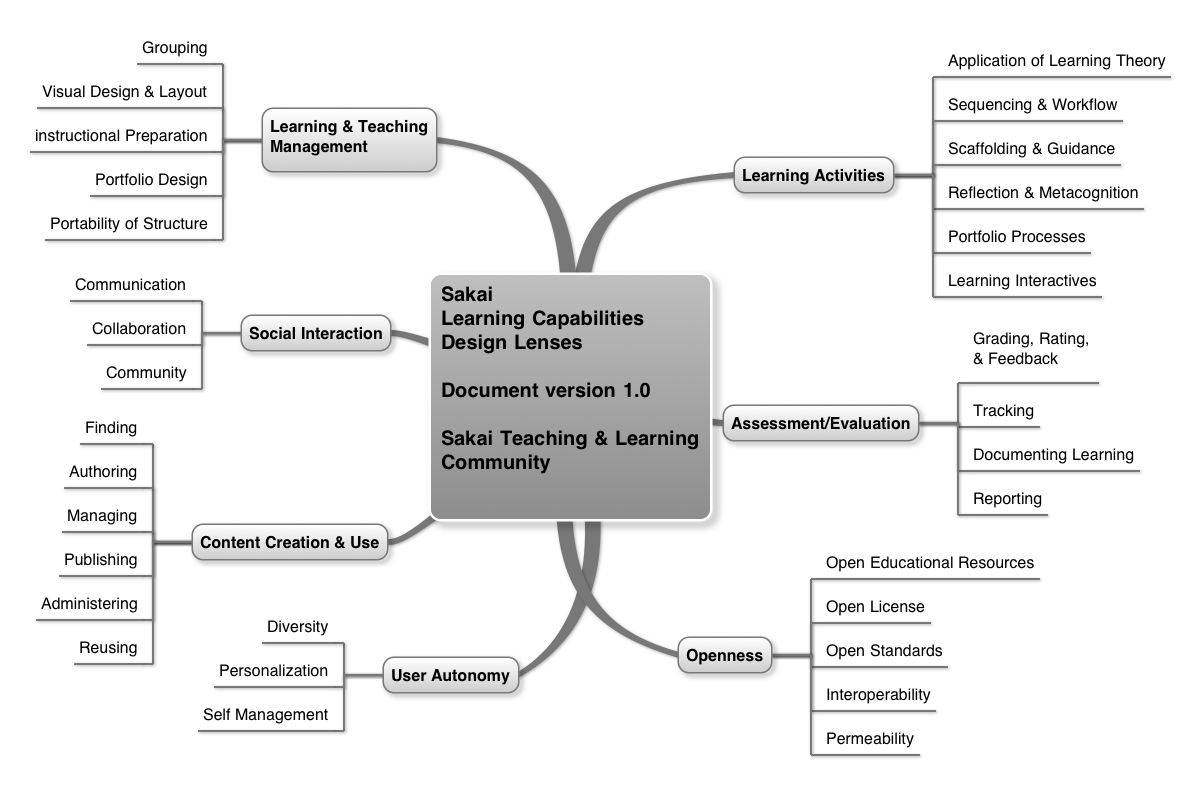 Sakai
Learning Capabilities
Design Lenses
Document version 1.0
Sakai Teaching & Learning
Community
Learning & Teaching
Management
Grouping
Visual Design & Layout
instructional Preparation
Portfolio Design
Portability of Structure
Social Interaction
Communication
Collaboration
Community
Content Creation & Use
Finding
Authoring
Managing
Publishing
Administering
Reusing
User Autonomy
Diversity
Personalization
Self Management
Learning Activities
Application of Learning Theory
Sequencing & Workflow
Scaffolding & Guidance
Reflection & Metacognition
Portfolio Processes
Learning Interactives
Assessment/Evaluation
Grading, Rating,
& Feedback
Tracking
Documenting Learning
Reporting
Openness
Open Educational Resources
Open License
Open Standards
Interoperability
Permeability